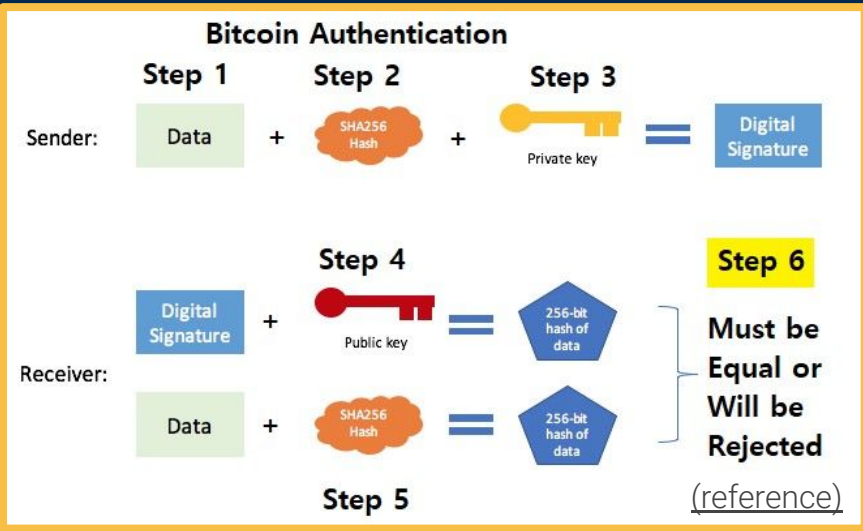 Bitcoin Authentication
Step 1
Step 2
Step 3
Sender:
Data
+
SHA256
Hash
+
Private key
Digital
Signature
Step 4
Step 6
Receiver:
Digital
Signature
+
Public key
256-bit
hash of
data
Data
+
SHA256
Hash
256-bit
hash of
data
Must be
Equal or
Will be
Rejected
Step 5
(reference)